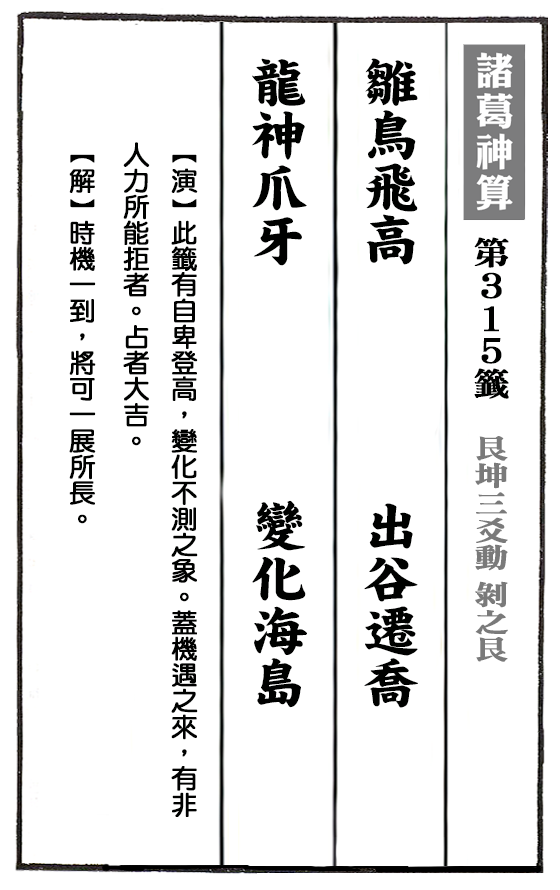 諸葛神算 第315籤 艮坤三爻動 剝之艮
雛鳥飛高 出谷遷喬
龍神爪牙 變化海島
【演】此籤有自卑登高，變化不測之象。蓋機遇之來，有非
人力所能拒者。占者大吉。
【解】時機一到，將可一展所長。